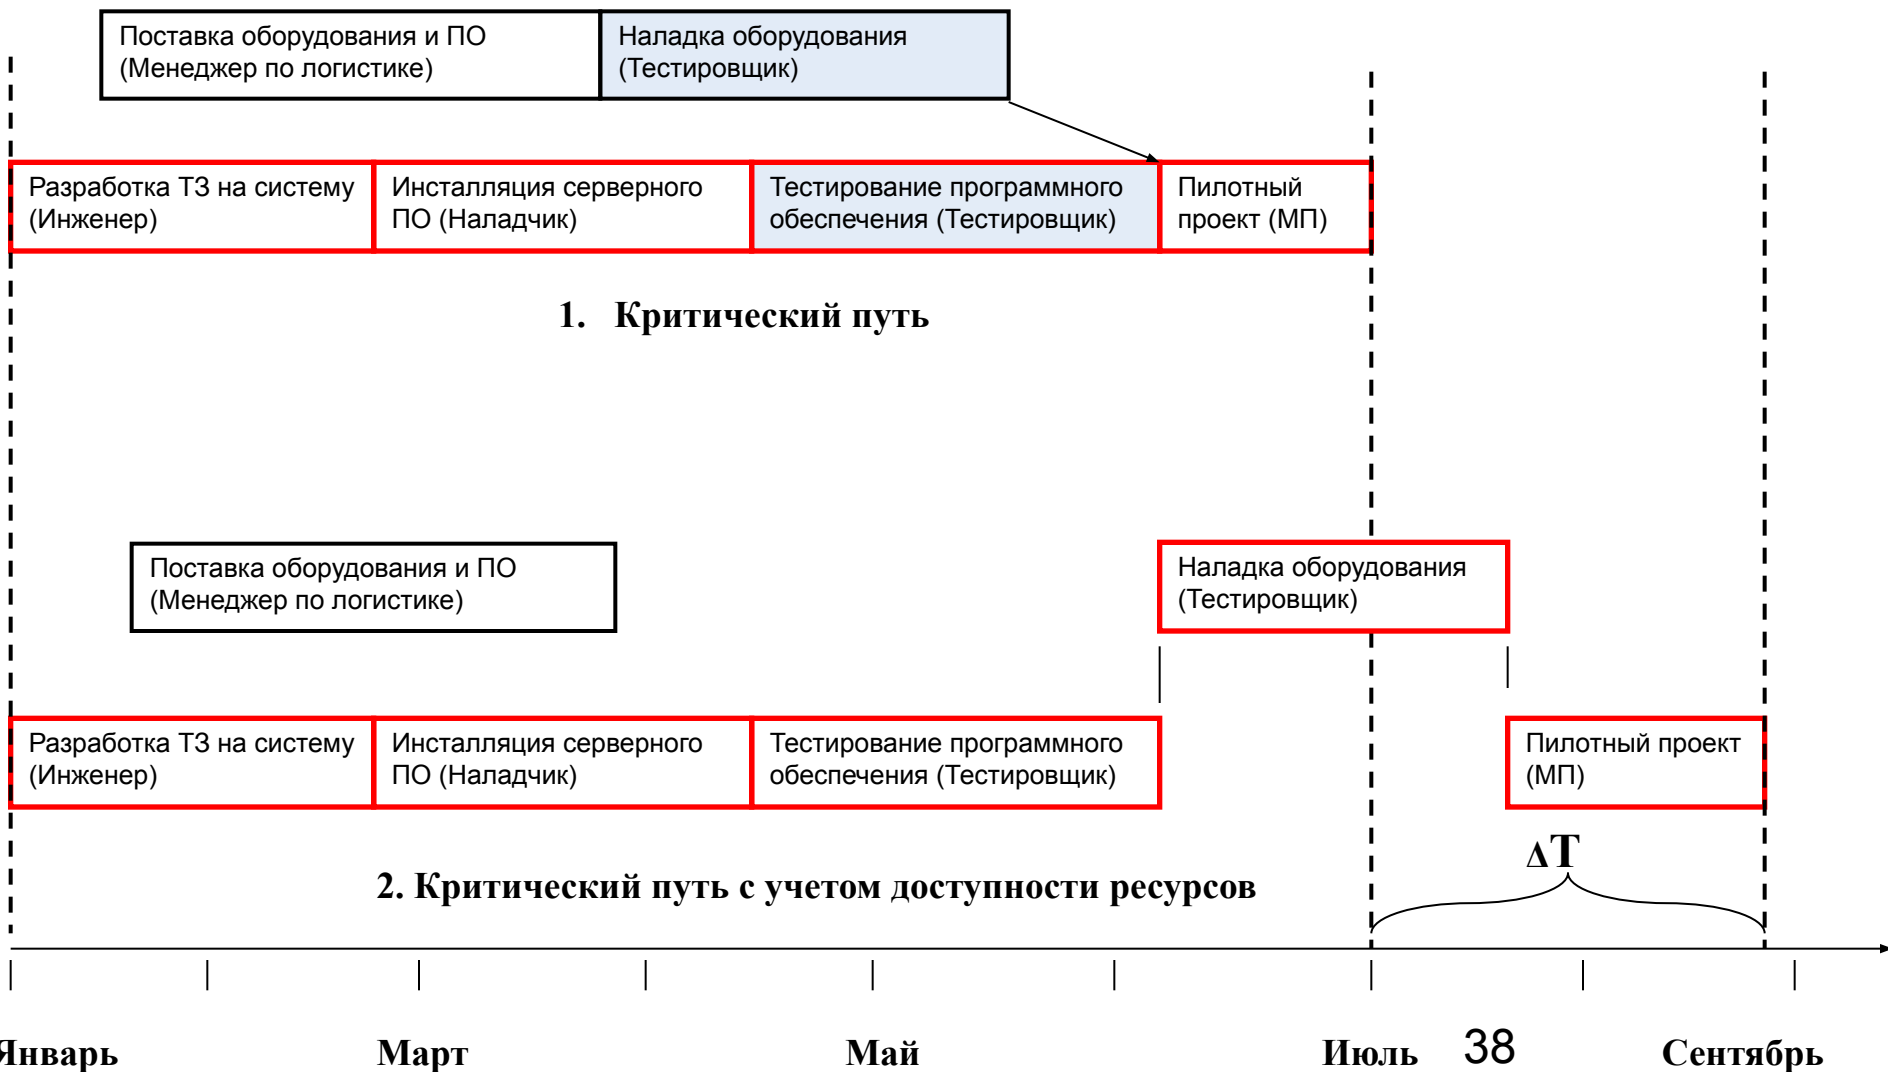 Поставка оборудования и ПО
(Менеджер по логистике)
Наладка оборудования
(Тестировщик)
Разработка ТЗ на систему
(Инженер)
Инсталляция серверного
ПО (Наладчик)
Тестирование программного
обеспечения (Тестировщик)
Пилотный
проект (МП)
1. Критический путь
Поставка оборудования и ПО
(Менеджер по логистике)
Наладка оборудования
(Тестировщик)
Разработка ТЗ на систему
(Инженер)
Инсталляция серверного
ПО (Наладчик)
Тестирование программного
обеспечения (Тестировщик)
Пилотный проект
(МП)
ΔT
2. Критический путь с учетом доступности ресурсов
Январь
Март
Май
Июль
38
Сентябрь